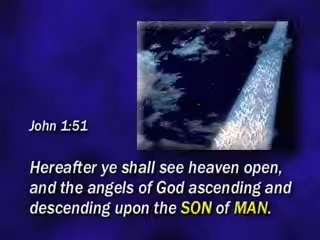 John 1:51
Hereafter ye shall see heaven open,
and the angels of God ascending and
descending upon the SON of MAN.